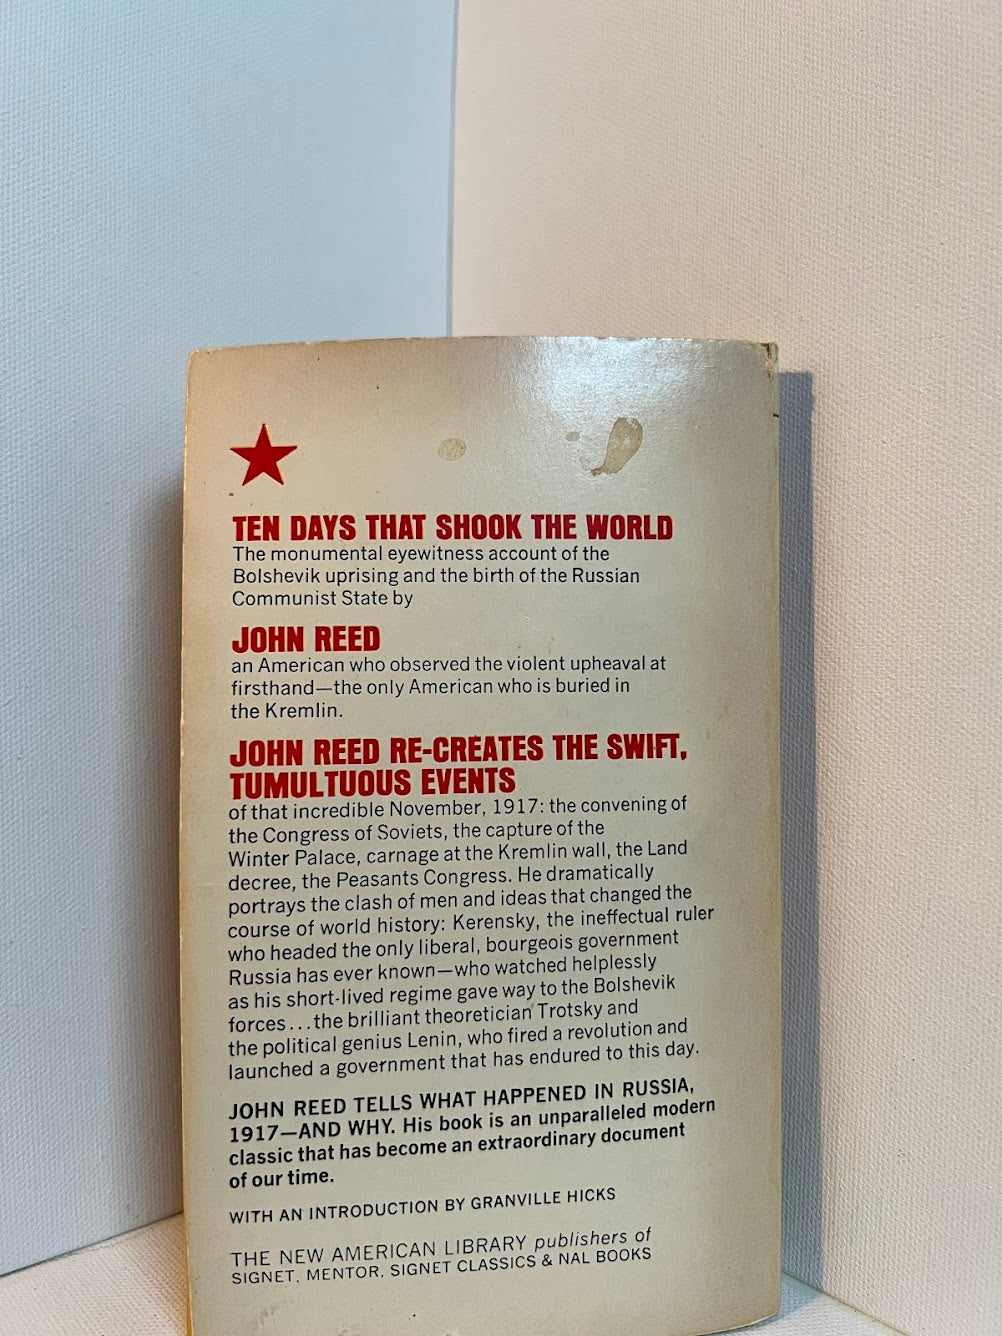 TEN DAYS THAT SHOOK THE WORLD
The monumental eyewitness account of the
Bolshevik uprising and the birth of the Russian
Communist State by
JOHN REED
an American who observed the violent upheaval at
firsthand—the only American who is buried in
the Kremlin.
JOHN REED RE-CREATES THE SWIFT,
TUMULTUOUS EVENTS
of that incredible November, 1917: the convening of
the Congress of Soviets, the capture of the
Winter Palace, carnage at the Kremlin wall, the Land
decree, the Peasants Congress. He dramatically
portrays the clash of men and ideas that changed the
course of world history: Kerensky, the ineffectual ruler
who headed the only liberal, bourgeois government
Russia has ever known—who watched helplessly
as his short-lived regime gave way to the Bolshevik
forces...the brilliant theoretician Trotsky and
the political genius Lenin, who fired a revolution and
launched a government that has endured to this day.
JOHN REED TELLS WHAT HAPPENED IN RUSSIA,
1917—AND WHY. His book is an unparalleled modern
classic that has become an extraordinary document
of our time.
WITH AN INTRODUCTION BY GRANVILLE HICKS
THE NEW AMERICAN LIBRARY publishers of
SIGNET, MENTOR, SIGNET CLASSICS & NAL BOOKS